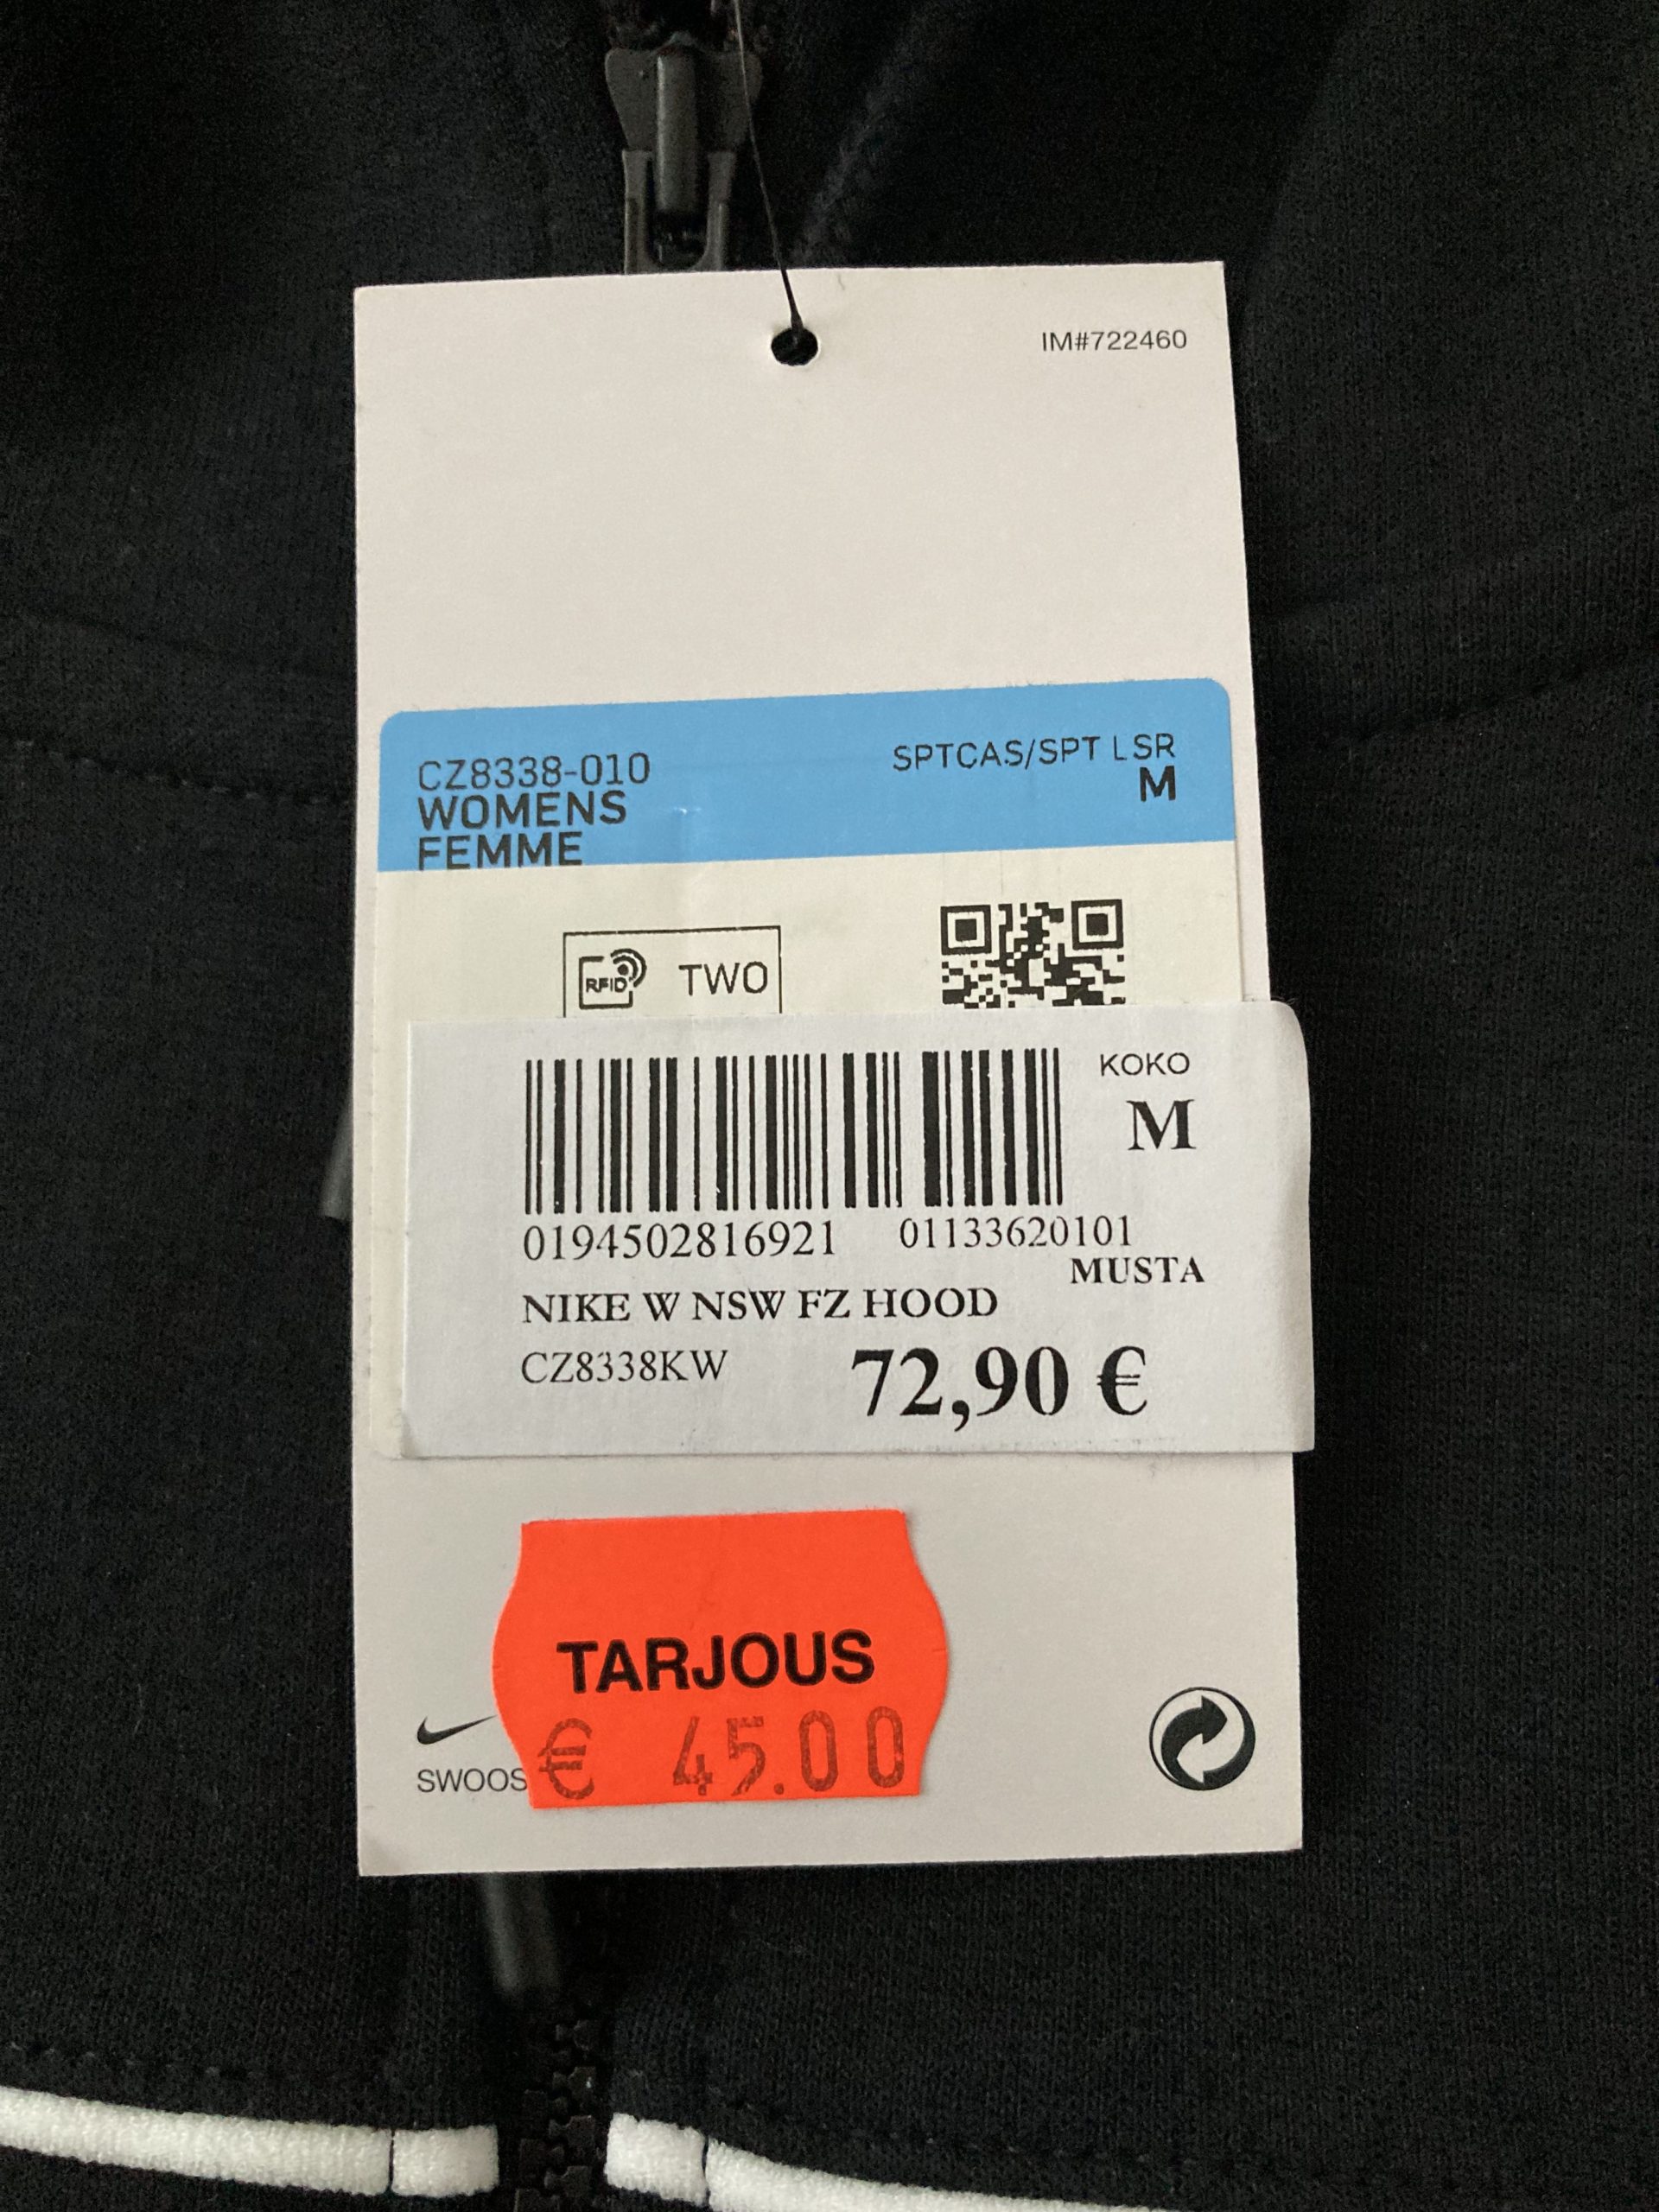 IM#722460
CZ8338-010
SPTCAS/SPT LSR
WOMENS
M
FEMME
RFID TWO
KOKO
M
0194502816921 01133620101
MUSTA
NIKE W NSW FZ HOOD
CZ8338KW 72,90 €
TARJOUS
€ 45.00
SWOOS